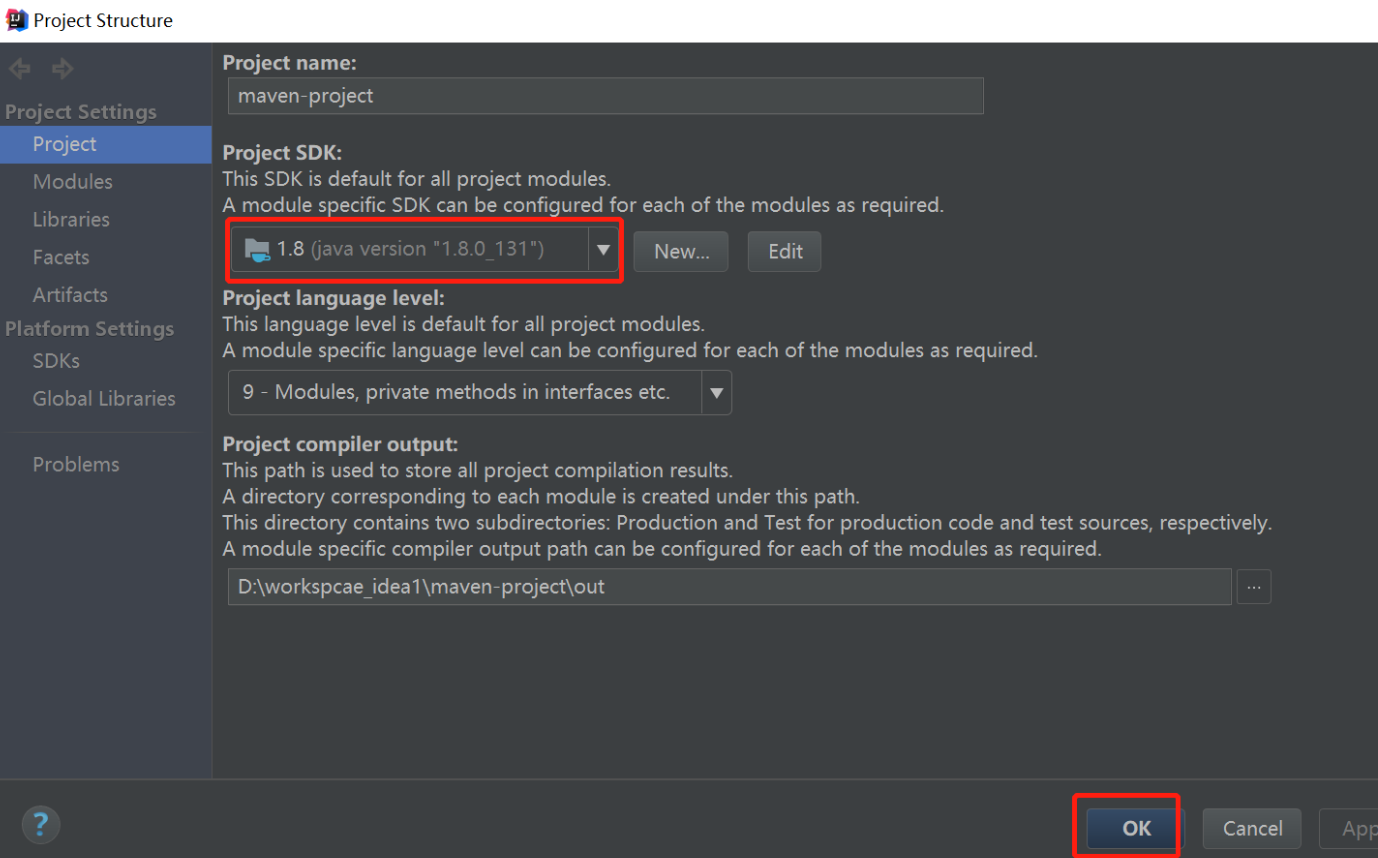 Project Structure
Project Settings
Project
Modules
Libraries
Facets
Artifacts
Platform Settings
SDKs
Global Libraries
Problems
Project name:
maven-project
Project SDK:
This SDK is default for all project modules.
A module specific SDK can be configured for each of the modules as required.
1.8 (java version "1.8.0_131")
New...
Edit
Project language level:
This language level is default for all project modules.
A module specific language level can be configured for each of the modules as required.
9 - Modules, private methods in interfaces etc.
Project compiler output:
This path is used to store all project compilation results.
A directory corresponding to each module is created under this path.
This directory contains two subdirectories: Production and Test for production code and test sources, respectively.
A module specific compiler output path can be configured for each of the modules as required.
D:\workspcae_idea1\maven-project\out
...
?
OK
Cancel